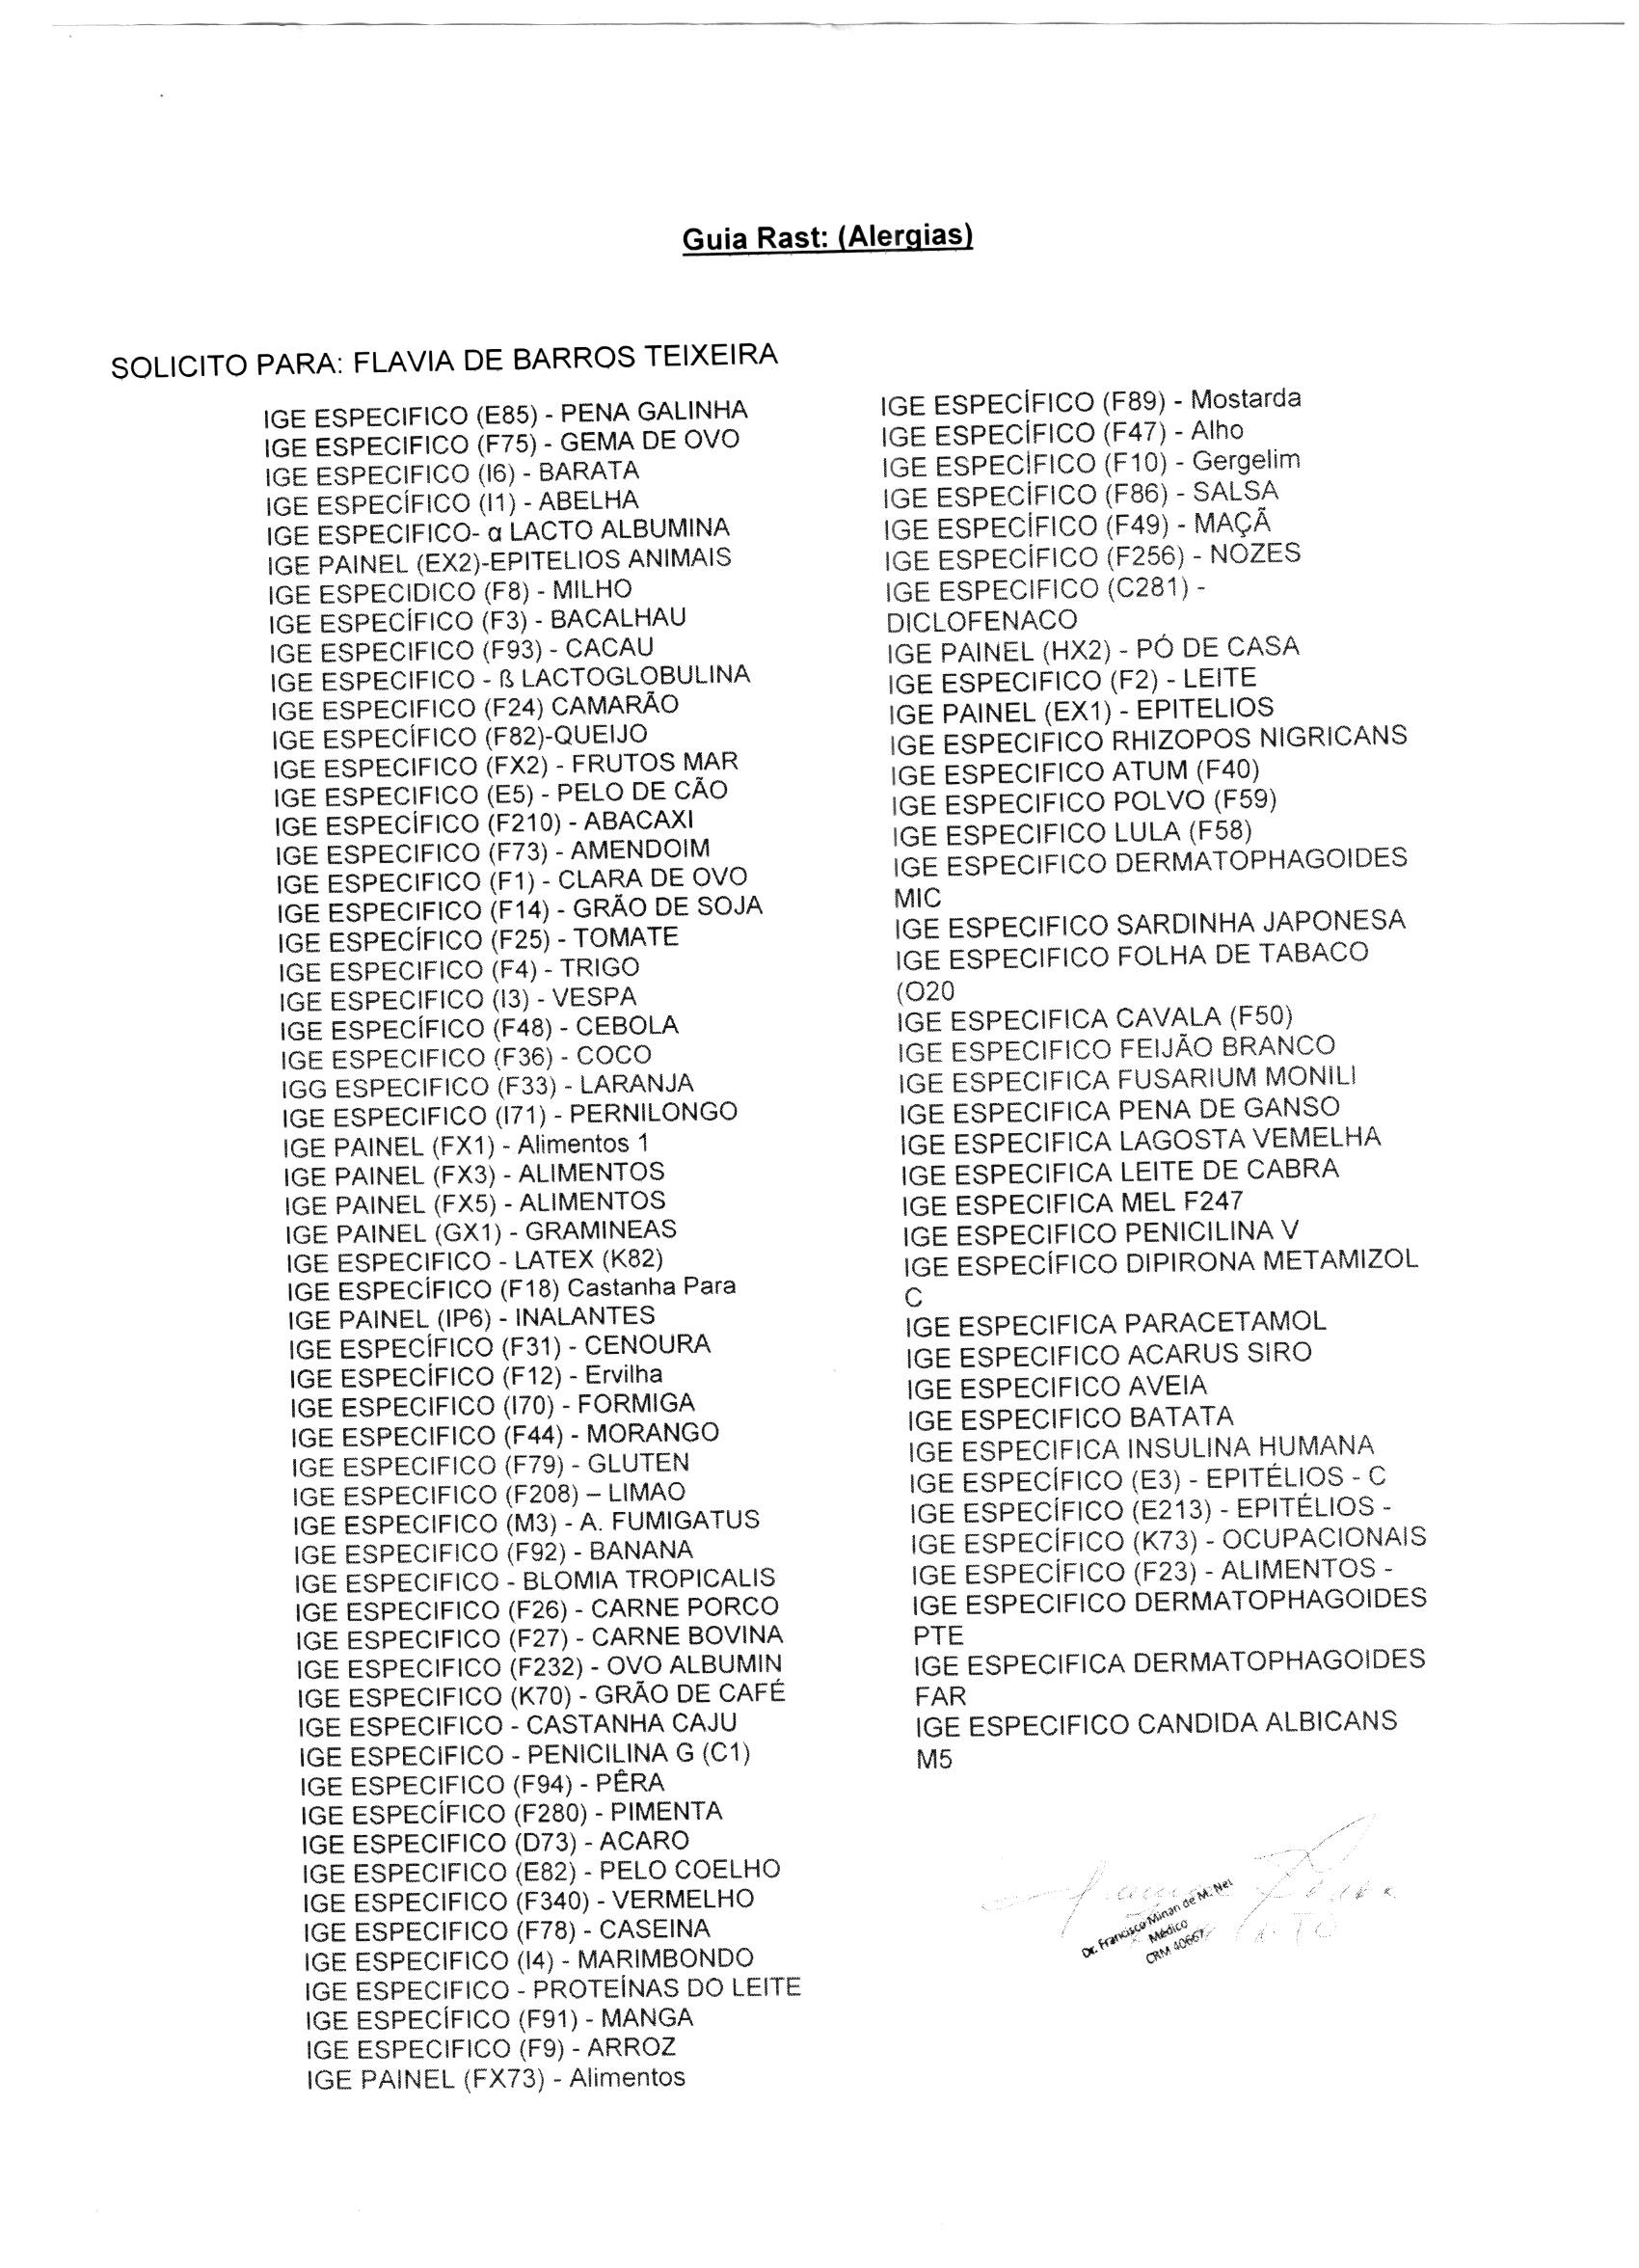 Guia Rast: (Alergias)
SOLICITO PARA: FLAVIA DE BARROS TEIXEIRA
IGE ESPECIFICO (E85) - PENA GALINHA
IGE ESPECIFICO (F75) - GEMA DE OVO
IGE ESPECIFICO (I6) - BARATA
IGE ESPECÍFICO (I1) - ABELHA
IGE ESPECIFICO- α LACTO ALBUMINA
IGE PAINEL (EX2)-EPITELIOS ANIMAIS
IGE ESPECIDICO (F8) - MILHO
IGE ESPECÍFICO (F3) - BACALHAU
IGE ESPECIFICO (F93) - CACAU
IGE ESPECIFICO - ß LACTOGLOBULINA
IGE ESPECIFICO (F24) CAMARÃO
IGE ESPECÍFICO (F82)-QUEIJO
IGE ESPECIFICO (FX2) - FRUTOS MAR
IGE ESPECIFICO (E5) - PELO DE CÃO
IGE ESPECÍFICO (F210) - ABACAXI
IGE ESPECIFICO (F73) - AMENDOIM
IGE ESPECIFICO (F1) - CLARA DE OVO
IGE ESPECIFICO (F14) - GRÃO DE SOJA
IGE ESPECÍFICO (F25) - TOMATE
IGE ESPECIFICO (F4) - TRIGO
IGE ESPECIFICO (I3) - VESPA
IGE ESPECÍFICO (F48) - CEBOLA
IGE ESPECIFICO (F36) - COCO
IGG ESPECIFICO (F33) - LARANJA
IGE ESPECIFICO (I71) - PERNILONGO
IGE PAINEL (FX1) - Alimentos 1
IGE PAINEL (FX3) - ALIMENTOS
IGE PAINEL (FX5) - ALIMENTOS
IGE PAINEL (GX1) - GRAMINEAS
IGE ESPECIFICO - LATEX (K82)
IGE ESPECÍFICO (F18) Castanha Para
IGE PAINEL (IP6) - INALANTES
IGE ESPECÍFICO (F31) - CENOURA
IGE ESPECÍFICO (F12) - Ervilha
IGE ESPECIFICO (I70) - FORMIGA
IGE ESPECIFICO (F44) - MORANGO
IGE ESPECIFICO (F79) - GLUTEN
IGE ESPECIFICO (F208) – LIMAO
IGE ESPECIFICO (M3) - A. FUMIGATUS
IGE ESPECIFICO (F92) - BANANA
IGE ESPECIFICO - BLOMIA TROPICALIS
IGE ESPECIFICO (F26) - CARNE PORCO
IGE ESPECIFICO (F27) - CARNE BOVINA
IGE ESPECIFICO (F232) - OVO ALBUMIN
IGE ESPECIFICO (K70) - GRÃO DE CAFÉ
IGE ESPECIFICO - CASTANHA CAJU
IGE ESPECIFICO - PENICILINA G (C1)
IGE ESPECIFICO (F94) - PÊRA
IGE ESPECÍFICO (F280) - PIMENTA
IGE ESPECIFICO (D73) - ACARO
IGE ESPECIFICO (E82) - PELO COELHO
IGE ESPECIFICO (F340) - VERMELHO
IGE ESPECIFICO (F78) - CASEINA
IGE ESPECIFICO (I4) - MARIMBONDO
IGE ESPECIFICO - PROTEÍNAS DO LEITE
IGE ESPECÍFICO (F91) - MANGA
IGE ESPECIFICO (F9) - ARROZ
IGE PAINEL (FX73) - Alimentos
IGE ESPECÍFICO (F89) - Mostarda
IGE ESPECÍFICO (F47) - Alho
IGE ESPECÍFICO (F10) - Gergelim
IGE ESPECÍFICO (F86) - SALSA
IGE ESPECÍFICO (F49) - MAÇÃ
IGE ESPECÍFICO (F256) - NOZES
IGE ESPECIFICO (C281) -
DICLOFENACO
IGE PAINEL (HX2) - PÓ DE CASA
IGE ESPECIFICO (F2) - LEITE
IGE PAINEL (EX1) - EPITELIOS
IGE ESPECIFICO RHIZOPOS NIGRICANS
IGE ESPECIFICO ATUM (F40)
IGE ESPECIFICO POLVO (F59)
IGE ESPECIFICO LULA (F58)
IGE ESPECIFICO DERMATOPHAGOIDES
MIC
IGE ESPECIFICO SARDINHA JAPONESA
IGE ESPECIFICO FOLHA DE TABACO
(O20
IGE ESPECIFICA CAVALA (F50)
IGE ESPECIFICO FEIJÃO BRANCO
IGE ESPECIFICA FUSARIUM MONILI
IGE ESPECIFICA PENA DE GANSO
IGE ESPECIFICA LAGOSTA VEMELHA
IGE ESPECIFICA LEITE DE CABRA
IGE ESPECIFICA MEL F247
IGE ESPECIFICO PENICILINA V
IGE ESPECÍFICO DIPIRONA METAMIZOL
C
IGE ESPECIFICA PARACETAMOL
IGE ESPECIFICO ACARUS SIRO
IGE ESPECIFICO AVEIA
IGE ESPECIFICO BATATA
IGE ESPECIFICA INSULINA HUMANA
IGE ESPECÍFICO (E3) - EPITÉLIOS - C
IGE ESPECÍFICO (E213) - EPITÉLIOS -
IGE ESPECÍFICO (K73) - OCUPACIONAIS
IGE ESPECÍFICO (F23) - ALIMENTOS -
IGE ESPECIFICO DERMATOPHAGOIDES
PTE
IGE ESPECIFICA DERMATOPHAGOIDES
FAR
IGE ESPECIFICO CANDIDA ALBICANS
M5
Dr. Francisco Minan de M. Net
Médico
CRM 40667